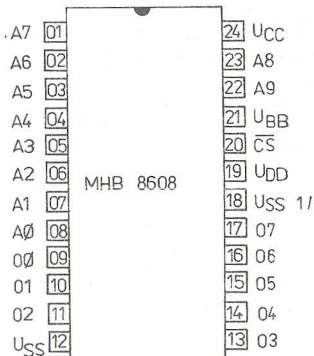 A7 01 24 UCC
A6 02 23 A8
A5 03 22 A9
A4 04 21 UBB
A3 05 20 CS
A2 06 19 UDD
MHB 8608
A1 07 18 USS 1/
AØ 08 17 07
0Ø 09 16 06
01 10 15 05
02 11 14 04
USS 12 13 03